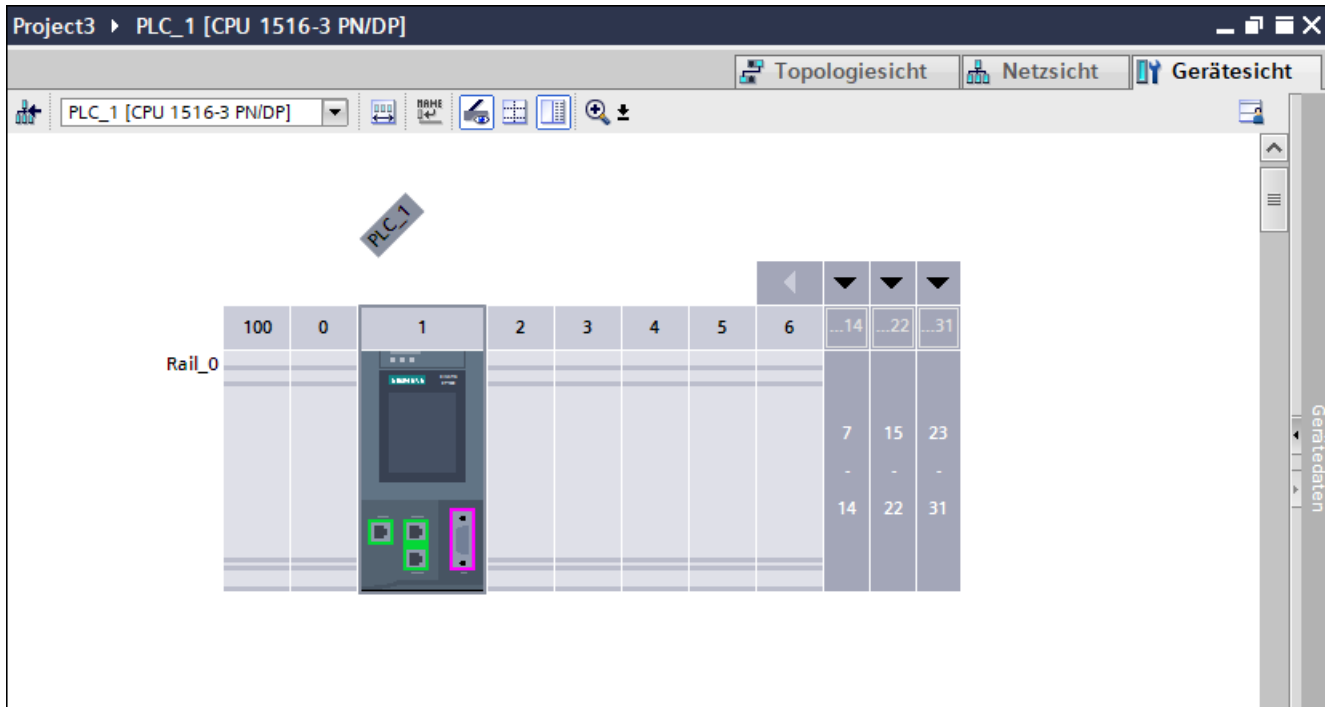 Project3 ▸ PLC_1 [CPU 1516-3 PN/DP]
Topologiesicht Netzsicht Gerätesicht
PLC_1 [CPU 1516-3 PN/DP]
PLC_1
100 0 1 2 3 4 5 6 ...14 ...22 ...31
Rail_0
SIEMENS
7 15 23
- - -
14 22 31
Gerätedaten